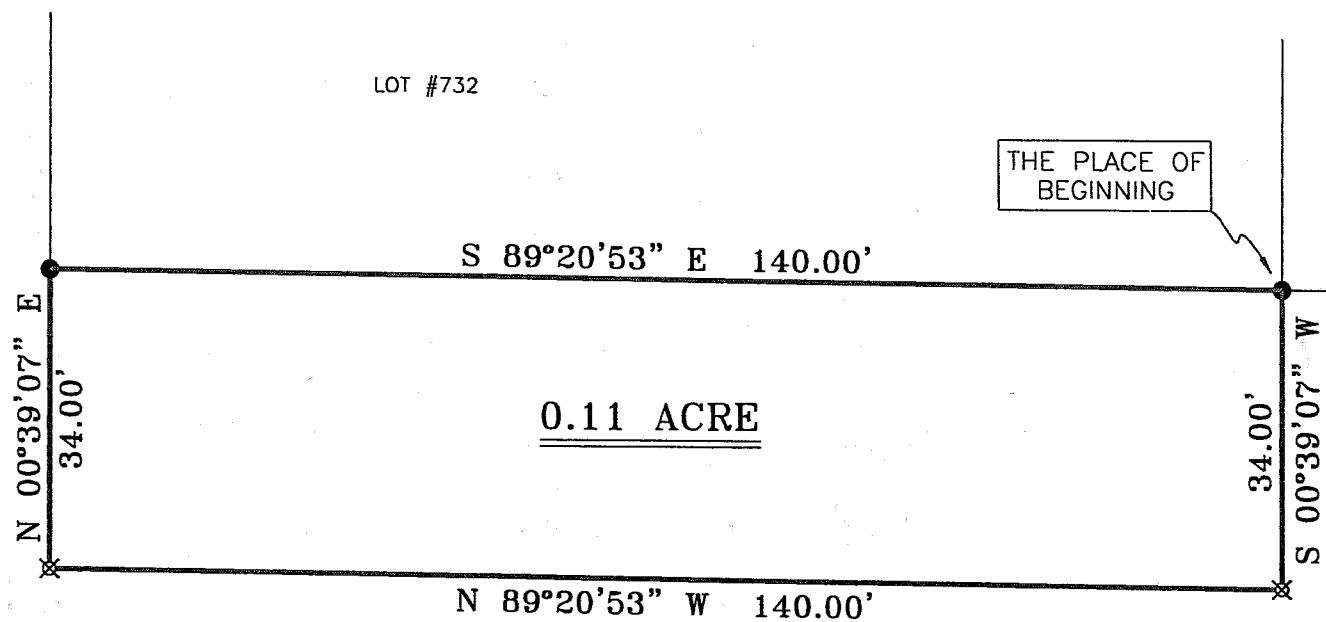 LOT #732
THE PLACE OF
BEGINNING
S 89°20'53" E 140.00'
N 00°39'07" E
34.00'
0.11 ACRE
34.00'
S 00°39'07" W
N 89°20'53" W 140.00'